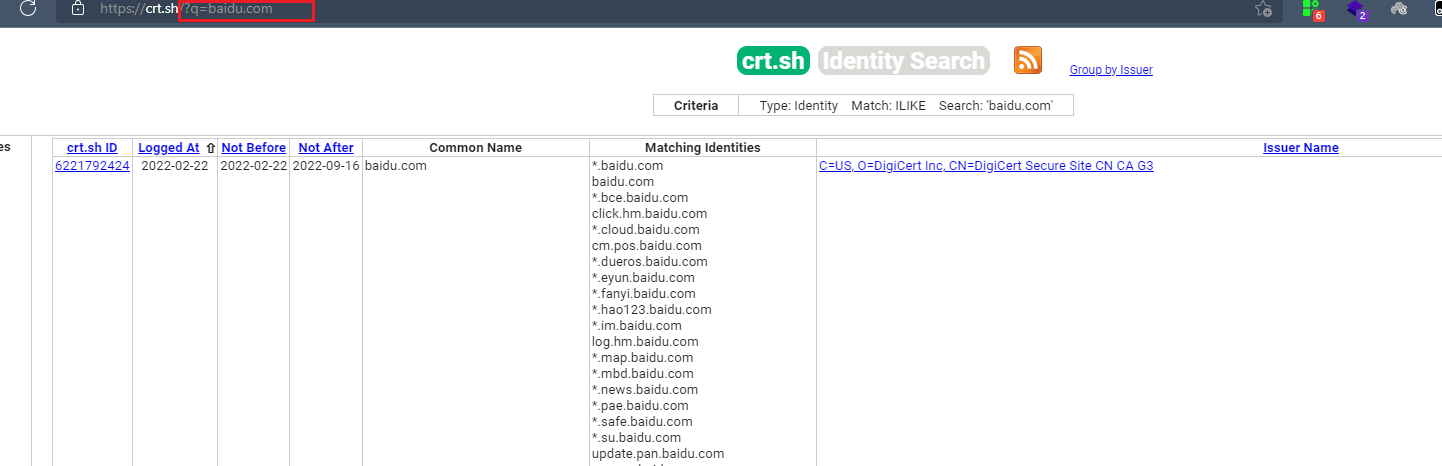 https://crt.sh/?q=baidu.com
6
2
crt.sh Identity Search
Group by Issuer
Criteria Type: Identity Match: ILIKE Search: 'baidu.com'
es
crt.sh ID Logged At ⇧ Not Before Not After Common Name Matching Identities Issuer Name
6221792424 2022-02-22 2022-02-22 2022-09-16 baidu.com *.baidu.com C=US, O=DigiCert Inc, CN=DigiCert Secure Site CN CA G3
baidu.com
*.bce.baidu.com
click.hm.baidu.com
*.cloud.baidu.com
cm.pos.baidu.com
*.dueros.baidu.com
*.eyun.baidu.com
*.fanyi.baidu.com
*.hao123.baidu.com
*.im.baidu.com
log.hm.baidu.com
*.map.baidu.com
*.mbd.baidu.com
*.news.baidu.com
*.pae.baidu.com
*.safe.baidu.com
*.su.baidu.com
update.pan.baidu.com